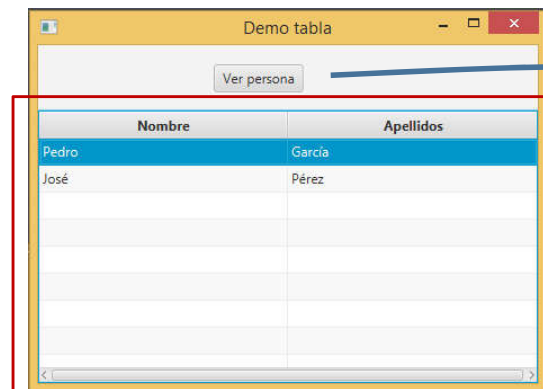 Demo tabla
Ver persona
Nombre Apellidos
Pedro García
José Pérez